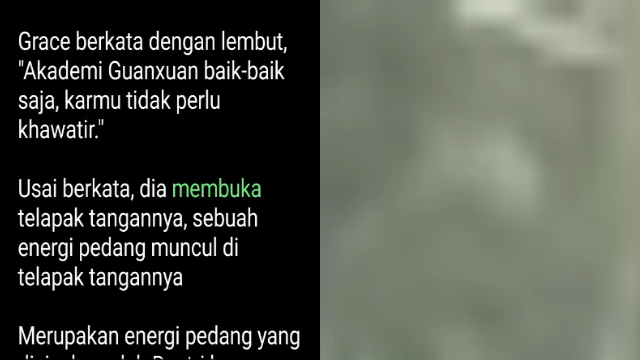 Grace berkata dengan lembut,
"Akademi Guanxuan baik-baik
saja, karmu tidak perlu
khawatir."
Usai berkata, dia membuka
telapak tangannya, sebuah
energi pedang muncul di
telapak tangannya
Merupakan energi pedang yang